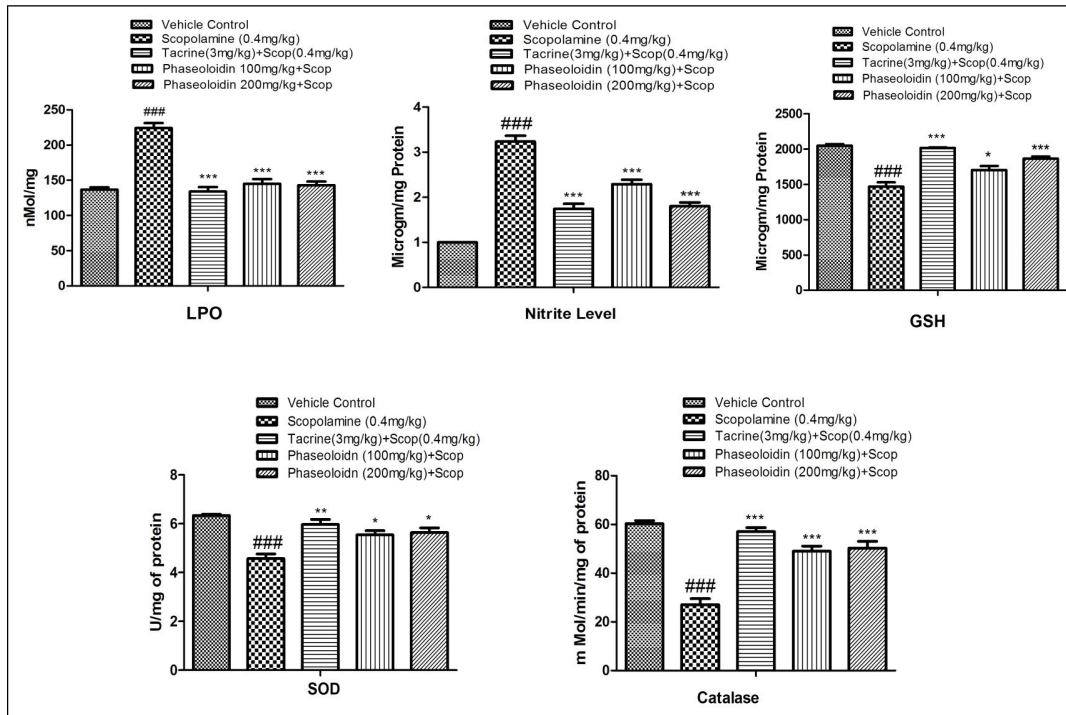 Vehicle Control
Scopolamine (0.4mg/kg)
Tacrine(3mg/kg)+Scop(0.4mg/kg)
Phaseoloidin 100mg/kg+Scop
Phaseoloidin 200mg/kg+Scop
250
200
150
100
50
0
nMol/mg
###
***
***
***
LPO
Vehicle Control
Scopolamine (0.4mg/kg)
Tacrine(3mg/kg)+Scop(0.4mg/kg)
Phaseoloidin (100mg/kg)+Scop
Phaseoloidin (200mg/kg)+Scop
4
3
2
1
0
Microgm/mg Protein
###
***
***
***
Nitrite Level
Vehicle Control
Scopolamine (0.4mg/kg)
Tacrine(3mg/kg)+Scop(0.4mg/kg)
Phaseoloidin (100mg/kg)+Scop
Phaseoloidin (200mg/kg)+Scop
2500
2000
1500
1000
500
0
Microgm/mg Protein
###
***
*
***
GSH
Vehicle Control
Scopolamine (0.4mg/kg)
Tacrine(3mg/kg)+Scop(0.4mg/kg)
Phaseoloidin (100mg/kg)+Scop
Phaseoloidin (200mg/kg)+Scop
8
6
4
2
0
U/mg of protein
###
**
*
*
SOD
Vehicle Control
Scopolamine (0.4mg/kg)
Tacrine(3mg/kg)+Scop(0.4mg/kg)
Phaseoloidin (100mg/kg)+Scop
Phaseoloidin (200mg/kg)+Scop
80
60
40
20
0
m Mol/min/mg of protein
###
***
***
***
Catalase